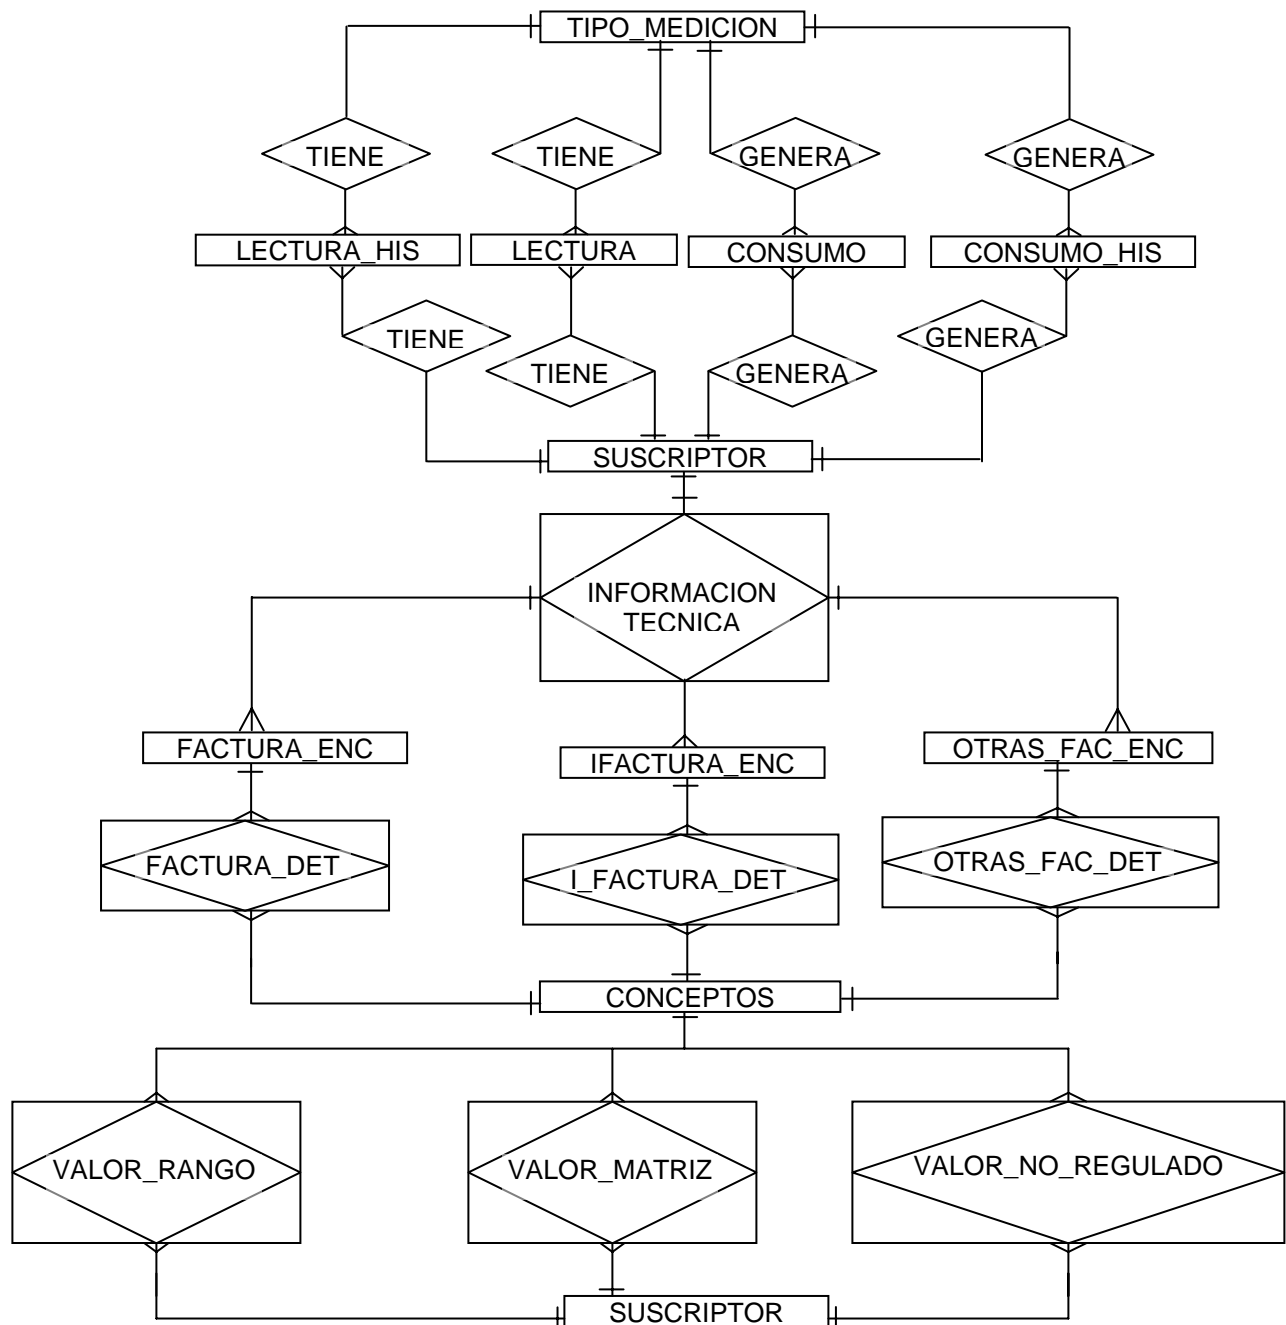 TIPO_MEDICION
TIENE
TIENE
GENERA
GENERA
LECTURA_HIS
LECTURA
CONSUMO
CONSUMO_HIS
TIENE
TIENE
GENERA
GENERA
SUSCRIPTOR
INFORMACION
TECNICA
FACTURA_ENC
IFACTURA_ENC
OTRAS_FAC_ENC
FACTURA_DET
I_FACTURA_DET
OTRAS_FAC_DET
CONCEPTOS
VALOR_RANGO
VALOR_MATRIZ
VALOR_NO_REGULADO
SUSCRIPTOR